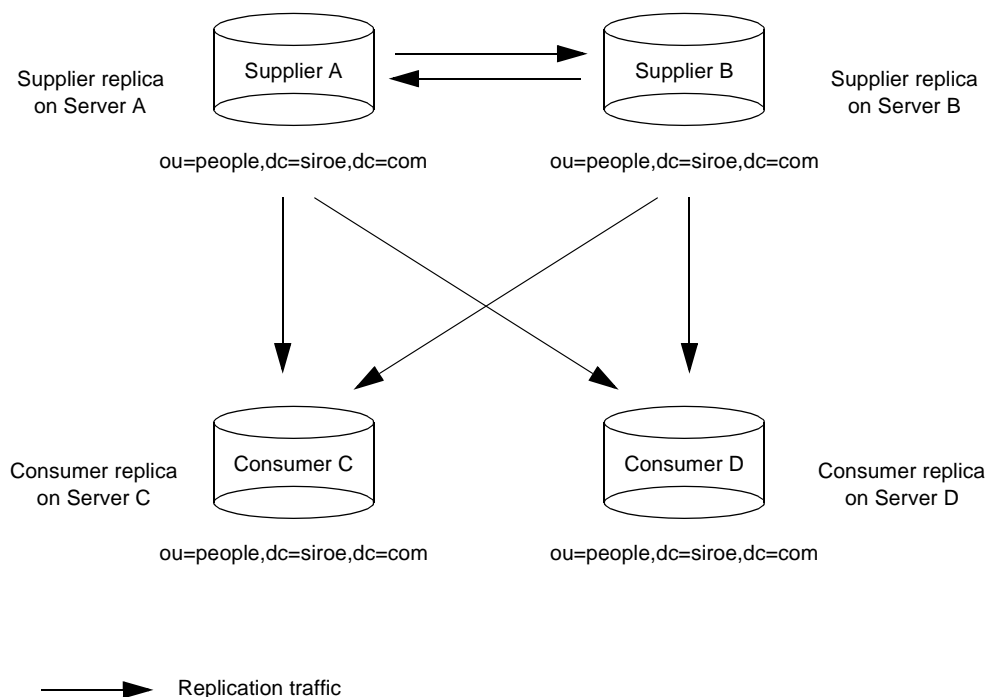 Supplier replica
on Server A
Supplier A
Supplier B
Supplier replica
on Server B
ou=people,dc=siroe,dc=com
ou=people,dc=siroe,dc=com
Consumer replica
on Server C
Consumer C
Consumer D
Consumer replica
on Server D
ou=people,dc=siroe,dc=com
ou=people,dc=siroe,dc=com
Replication traffic